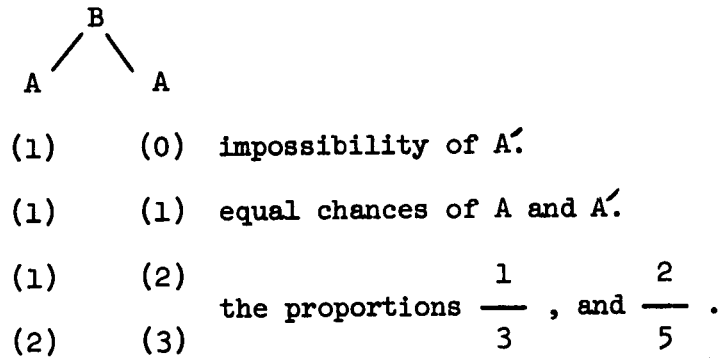 B
A A
(1) (0) impossibility of A′.
(1) (1) equal chances of A and A′.
(1) (2)
the proportions 1/3 , and 2/5 .
(2) (3)